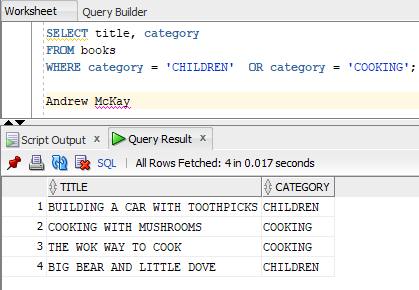 Worksheet Query Builder
SELECT title, category
FROM books
WHERE category = 'CHILDREN'  OR category = 'COOKING';
Andrew McKay
Script Output x Query Result x
SQL | All Rows Fetched: 4 in 0.017 seconds
TITLE CATEGORY
1 BUILDING A CAR WITH TOOTHPICKS CHILDREN
2 COOKING WITH MUSHROOMS COOKING
3 THE WOK WAY TO COOK COOKING
4 BIG BEAR AND LITTLE DOVE CHILDREN